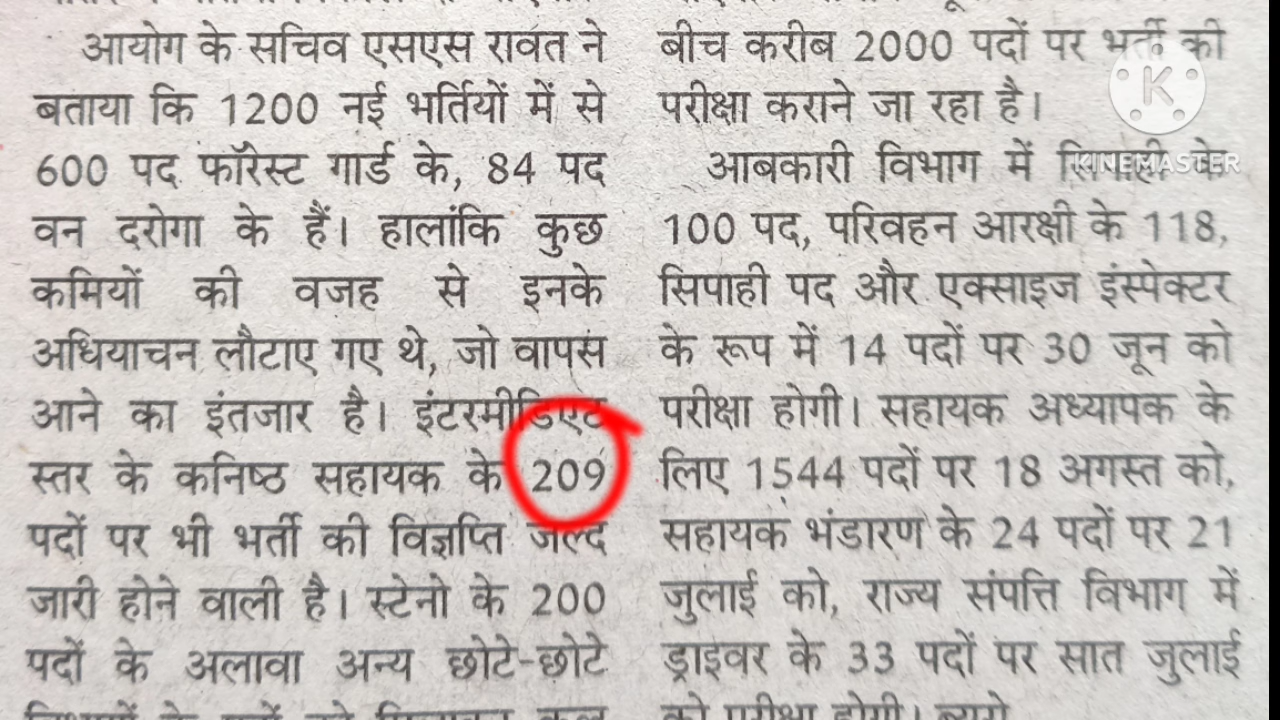 आयोग के सचिव एसएस रावत ने
बताया कि 1200 नई भर्तियों में से
600 पद फॉरेस्ट गार्ड के, 84 पद
वन दरोगा के हैं। हालांकि कुछ
कमियों की वजह से इनके
अधियाचन लौटाए गए थे, जो वापस
आने का इंतजार है। इंटरमीडिएट
स्तर के कनिष्ठ सहायक के 209
पदों पर भी भर्ती की विज्ञप्ति जल्द
जारी होने वाली है। स्टेनो के 200
पदों के अलावा अन्य छोटे-छोटे
बीच करीब 2000 पदों पर भर्ती की
परीक्षा कराने जा रहा है।
आबकारी विभाग में सिपाही के
100 पद, परिवहन आरक्षी के 118,
सिपाही पद और एक्साइज इंस्पेक्टर
के रूप में 14 पदों पर 30 जून को
परीक्षा होगी। सहायक अध्यापक के
लिए 1544 पदों पर 18 अगस्त को,
सहायक भंडारण के 24 पदों पर 21
जुलाई को, राज्य संपत्ति विभाग में
ड्राइवर के 33 पदों पर सात जुलाई
को परीक्षा होगी। ब्यूरो
K
KINEMASTER